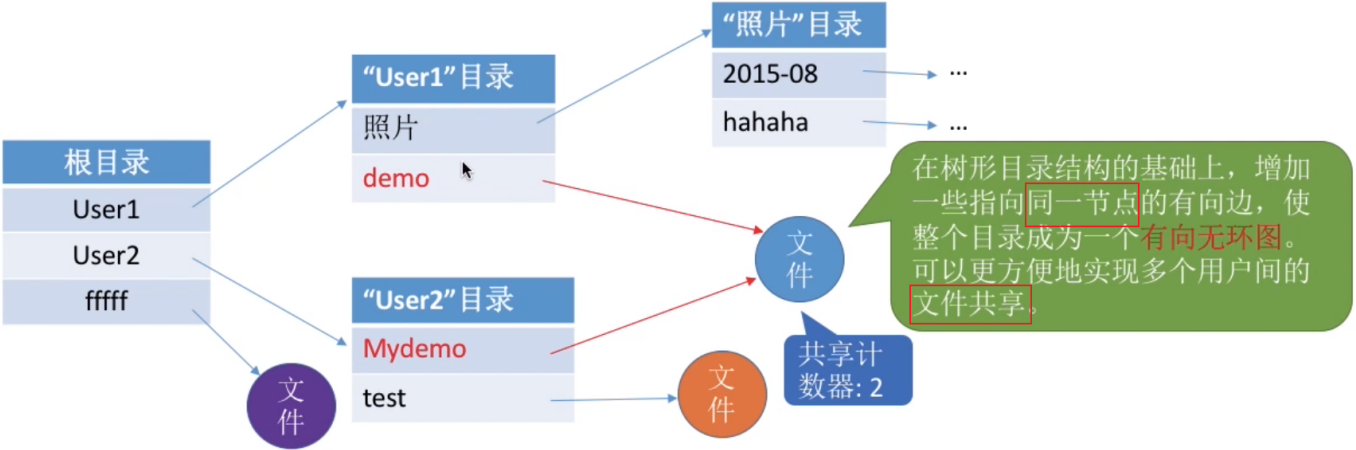 根目录
User1
User2
fffff
文
件
“User1”目录
照片
demo
“User2”目录
Mydemo
test
文
件
“照片”目录
2015-08
...
hahaha
...
文
件
共享计
数器: 2
在树形目录结构的基础上，增加
一些指向同一节点的有向边，使
整个目录成为一个有向无环图。
可以更方便地实现多个用户间的
文件共享。